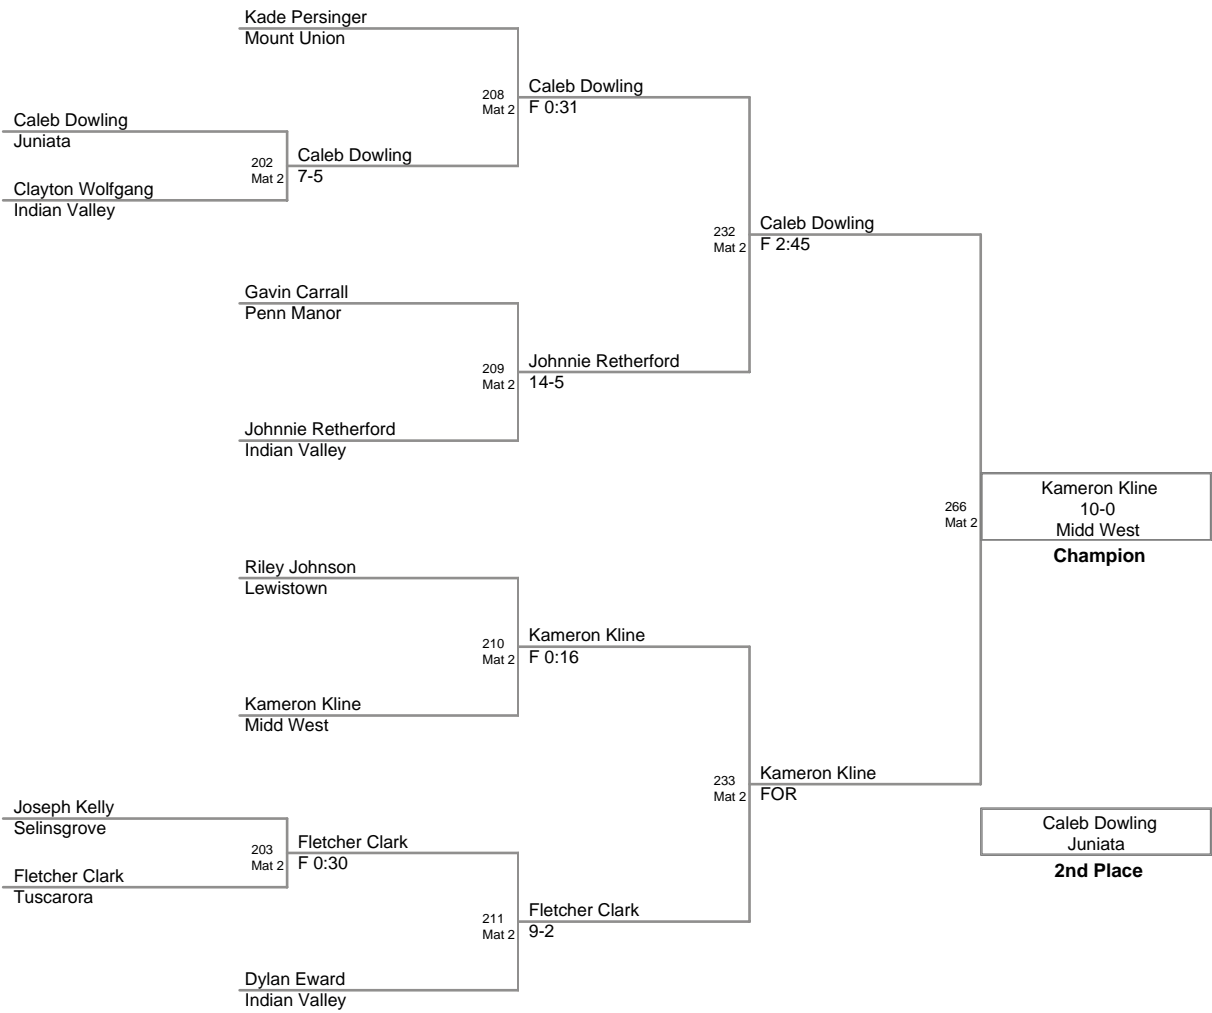 Kade Persinger
Mount Union
208
Mat 2
Caleb Dowling
F 0:31
Caleb Dowling
Juniata
202
Mat 2
Caleb Dowling
7-5
Clayton Wolfgang
Indian Valley
232
Mat 2
Caleb Dowling
F 2:45
Gavin Carrall
Penn Manor
209
Mat 2
Johnnie Retherford
14-5
Johnnie Retherford
Indian Valley
266
Mat 2
Kameron Kline
10-0
Midd West
Champion
Riley Johnson
Lewistown
210
Mat 2
Kameron Kline
F 0:16
Kameron Kline
Midd West
233
Mat 2
Kameron Kline
FOR
Joseph Kelly
Selinsgrove
203
Mat 2
Fletcher Clark
F 0:30
Fletcher Clark
Tuscarora
Caleb Dowling
Juniata
2nd Place
211
Mat 2
Fletcher Clark
9-2
Dylan Eward
Indian Valley